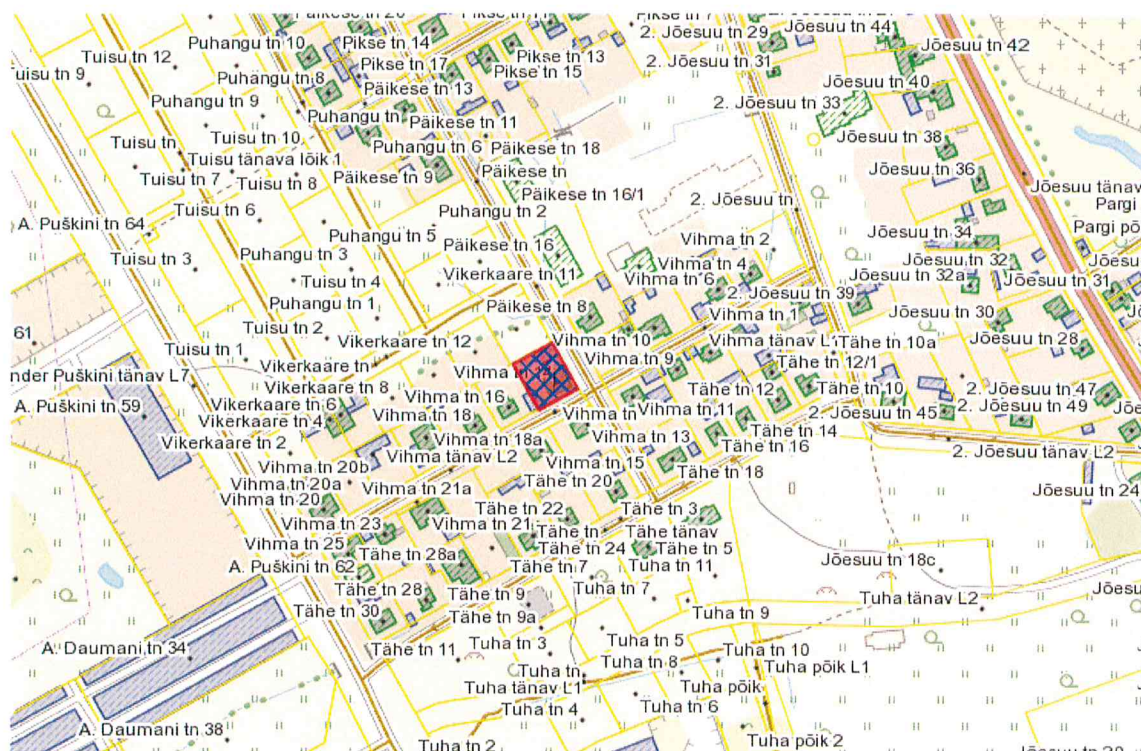 Päikese tn 20
Pikse tn 11
Pikse tn 7
2. Jõesuu tn 29
Jõesuu tn 44
Jõesuu tn 42
Puhangu tn 10
Pikse tn 14
Pikse tn 13
2. Jõesuu tn 31
Tuisu tn 12
Pikse tn 17
Pikse tn 15
Tuisu tn 9
Puhangu tn 8
Jõesuu tn 40
Päikese tn 13
2. Jõesuu tn 33
Puhangu tn 9
Puhangu tn
Päikese tn 11
Tuisu tn 10
Puhangu tn 6
Päikese tn 18
Jõesuu tn 38
Tuisu tn
Tuisu tänava lõik 1
Päikese tn
Tuisu tn 7
Tuisu tn 8
Päikese tn 9
Jõesuu tn 36
Päikese tn 16/1
2. Jõesuu tn
Jõesuu tänav
Tuisu tn 6
Puhangu tn 2
Pargi
A. Puškini tn 64
Puhangu tn 5
Päikese tn 16
Vihma tn 2
Jõesuu tn 34
Pargi põ
Tuisu tn 3
Puhangu tn 3
Vikerkaare tn 11
Vihma tn 4
Jõesuu tn 32
Tuisu tn 4
Vihma tn 6
Jõesuu tn 32a
Jõesuu tn 31
2. Jõesuu tn 39
Puhangu tn 1
Päikese tn 8
Vihma tn 1
Jõesuu tn 30
61
Tuisu tn 2
Vihma tn 10
Vihma tänav L1
Tähe tn 10a
Jõesuu tn 28
Tuisu tn 1
Vikerkaare tn 12
Vihma tn 9
Tähe tn 12/1
Vikerkaare tn
Vihma
nder Puškini tänav L7
Vikerkaare tn 8
Tähe tn 12
Tähe tn 10
2. Jõesuu tn 47
A. Puškini tn 59
Vikerkaare tn 6
Vihma tn 16
Vihma tn
Vihma tn 11
2. Jõesuu tn 45
2. Jõesuu tn 49
Vikerkaare tn 4
Vihma tn 18
Tähe tn 14
Vikerkaare tn 2
Vihma tn 18a
Vihma tn 13
Tähe tn 16
2. Jõesuu tänav L2
Vihma tänav L2
Vihma tn 20b
Vihma tn 15
Tähe tn 18
Vihma tn 20a
Tähe tn 20
Jõesuu tn 24
Vihma tn 20
Vihma tn 21a
Tähe tn 22
Tähe tn 3
Vihma tn 23
Vihma tn 21
Tähe tn
Tähe tänav
Vihma tn 25
Tähe tn 28a
Tähe tn 24
Tähe tn 5
Jõesuu tn 18c
A. Puškini tn 62
Tähe tn 7
Tuha tn 11
Tähe tn 28
Tähe tn 9
Tuha tn 7
Tuha tänav L2
Tähe tn 30
Tähe tn 9a
Tuha tn 9
Tuha tn 3
Tuha tn 5
A. Daumani tn 34
Tähe tn 11
Tuha tn 8
Tuha tn 10
Tuha tn
Tuha põik L1
Tuha tänav L1
Tuha põik
Tuha tn 4
Tuha tn 6
A. Daumani tn 38
Tuha tn 2
Tuha põik 2